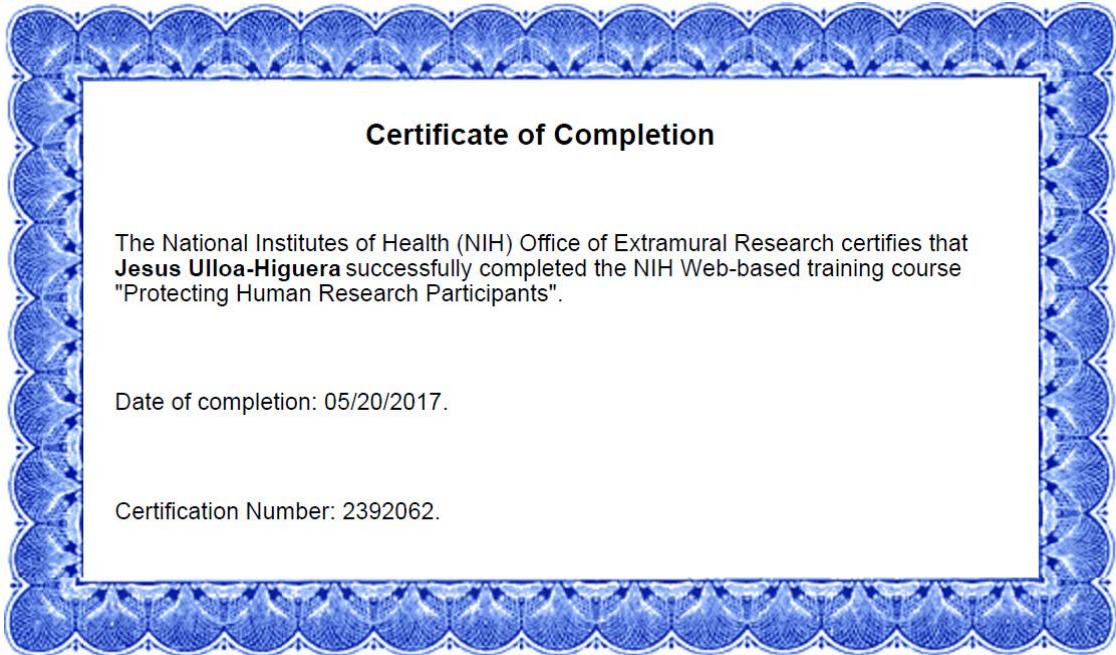 Certificate of Completion
The National Institutes of Health (NIH) Office of Extramural Research certifies that
Jesus Ulloa-Higuera successfully completed the NIH Web-based training course
"Protecting Human Research Participants".
Date of completion: 05/20/2017.
Certification Number: 2392062.